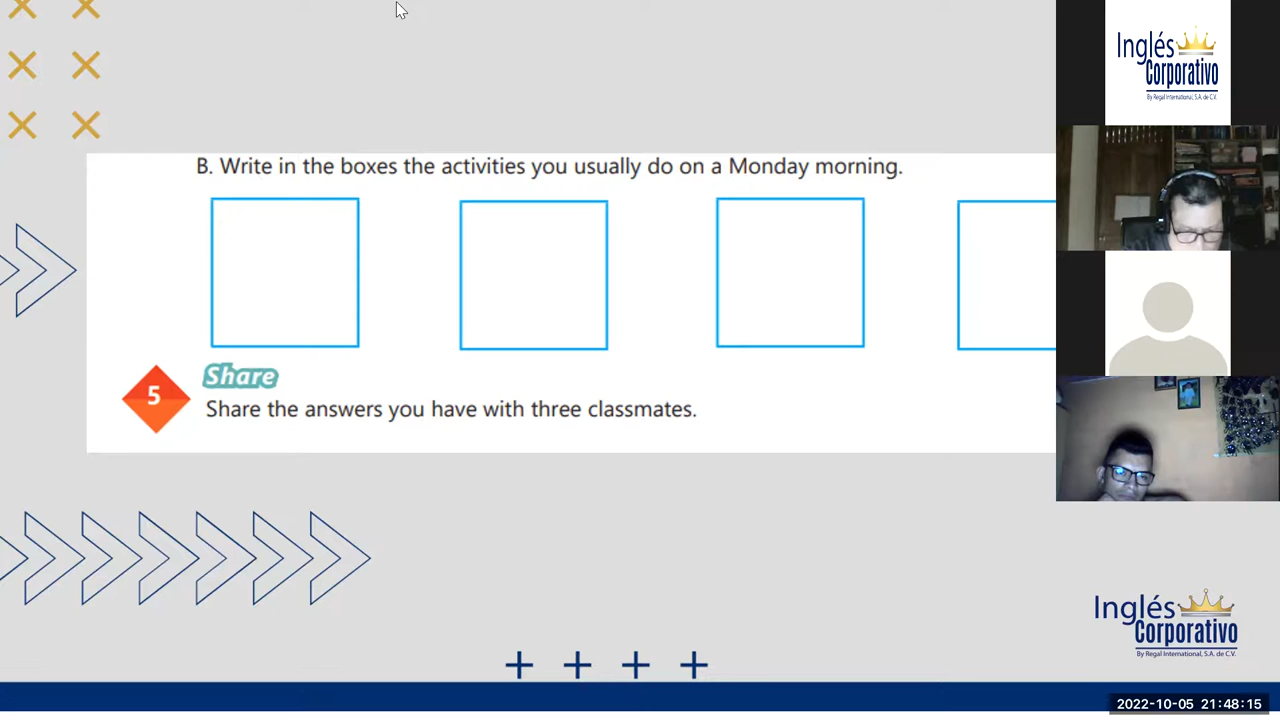 Inglés
Corporativo
By Regal International, S.A. de C.V.
B. Write in the boxes the activities you usually do on a Monday morning.
5
Share
Share the answers you have with three classmates.
Inglés
Corporativo
By Regal International, S.A. de C.V.
2022-10-05 21:48:15